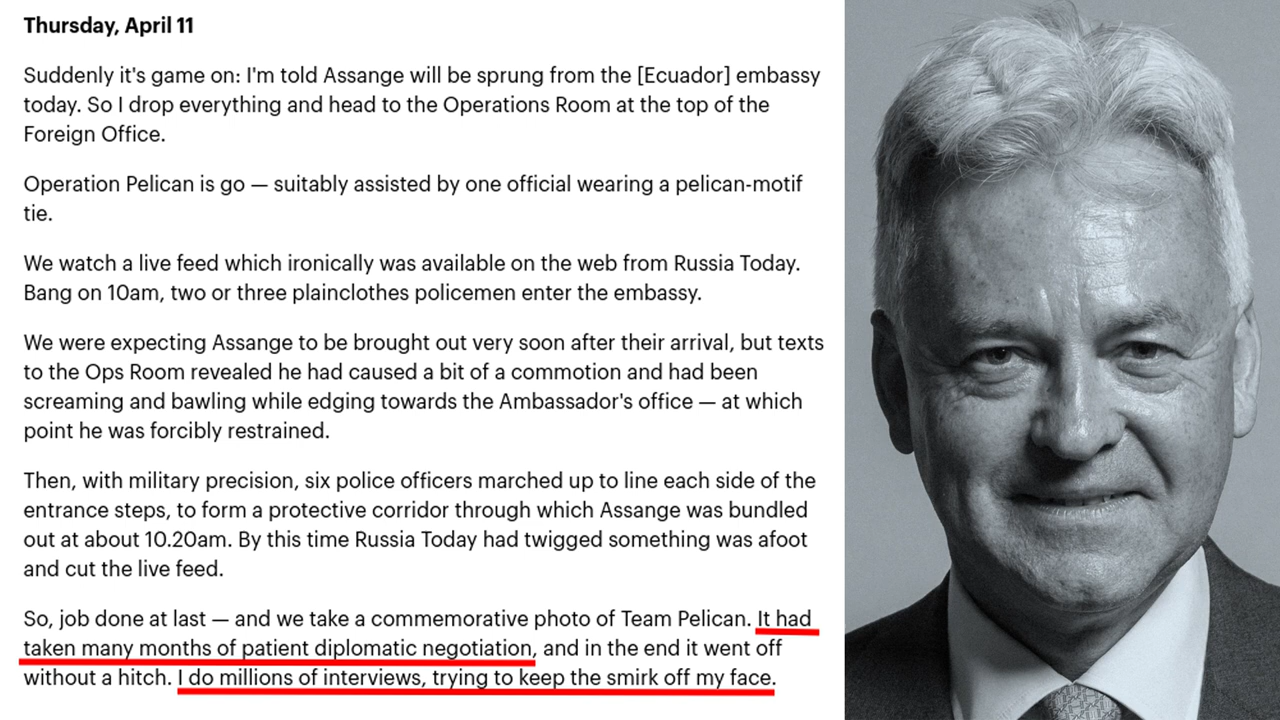 Thursday, April 11
Suddenly it's game on: I'm told Assange will be sprung from the [Ecuador] embassy
today. So I drop everything and head to the Operations Room at the top of the
Foreign Office.
Operation Pelican is go — suitably assisted by one official wearing a pelican-motif
tie.
We watch a live feed which ironically was available on the web from Russia Today.
Bang on 10am, two or three plainclothes policemen enter the embassy.
We were expecting Assange to be brought out very soon after their arrival, but texts
to the Ops Room revealed he had caused a bit of a commotion and had been
screaming and bawling while edging towards the Ambassador's office — at which
point he was forcibly restrained.
Then, with military precision, six police officers marched up to line each side of the
entrance steps, to form a protective corridor through which Assange was bundled
out at about 10.20am. By this time Russia Today had twigged something was afoot
and cut the live feed.
So, job done at last — and we take a commemorative photo of Team Pelican. It had
taken many months of patient diplomatic negotiation, and in the end it went off
without a hitch. I do millions of interviews, trying to keep the smirk off my face.